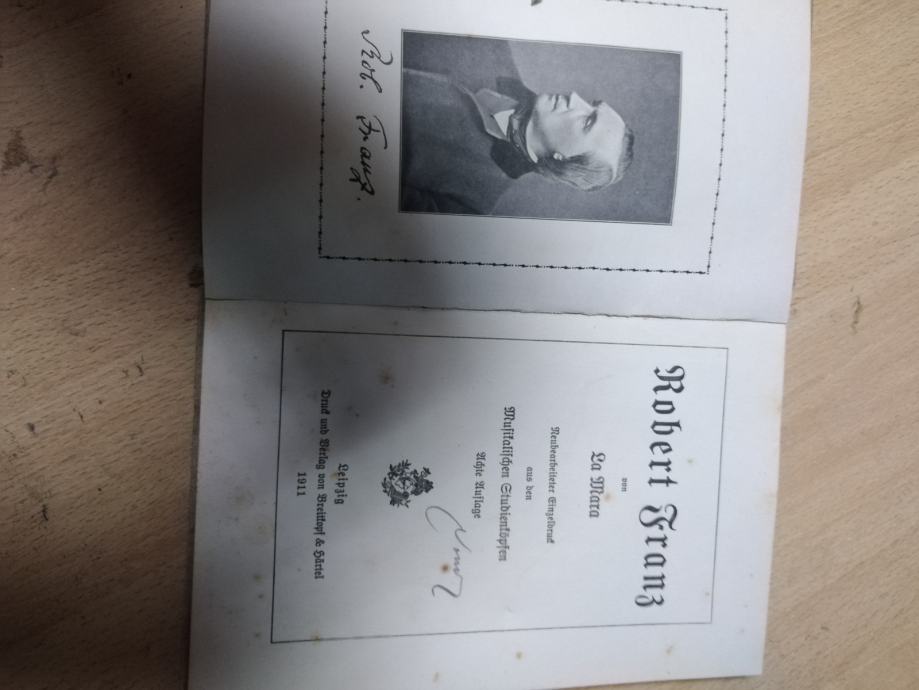 Rob. Franz.
Robert Franz
von
La Mara
Neubearbeiteter Einzeldruck
aus den
Musikalischen Studienköpfen
Achte Auflage
Leipzig
Druck und Verlag von Breitkopf & Härtel
1911